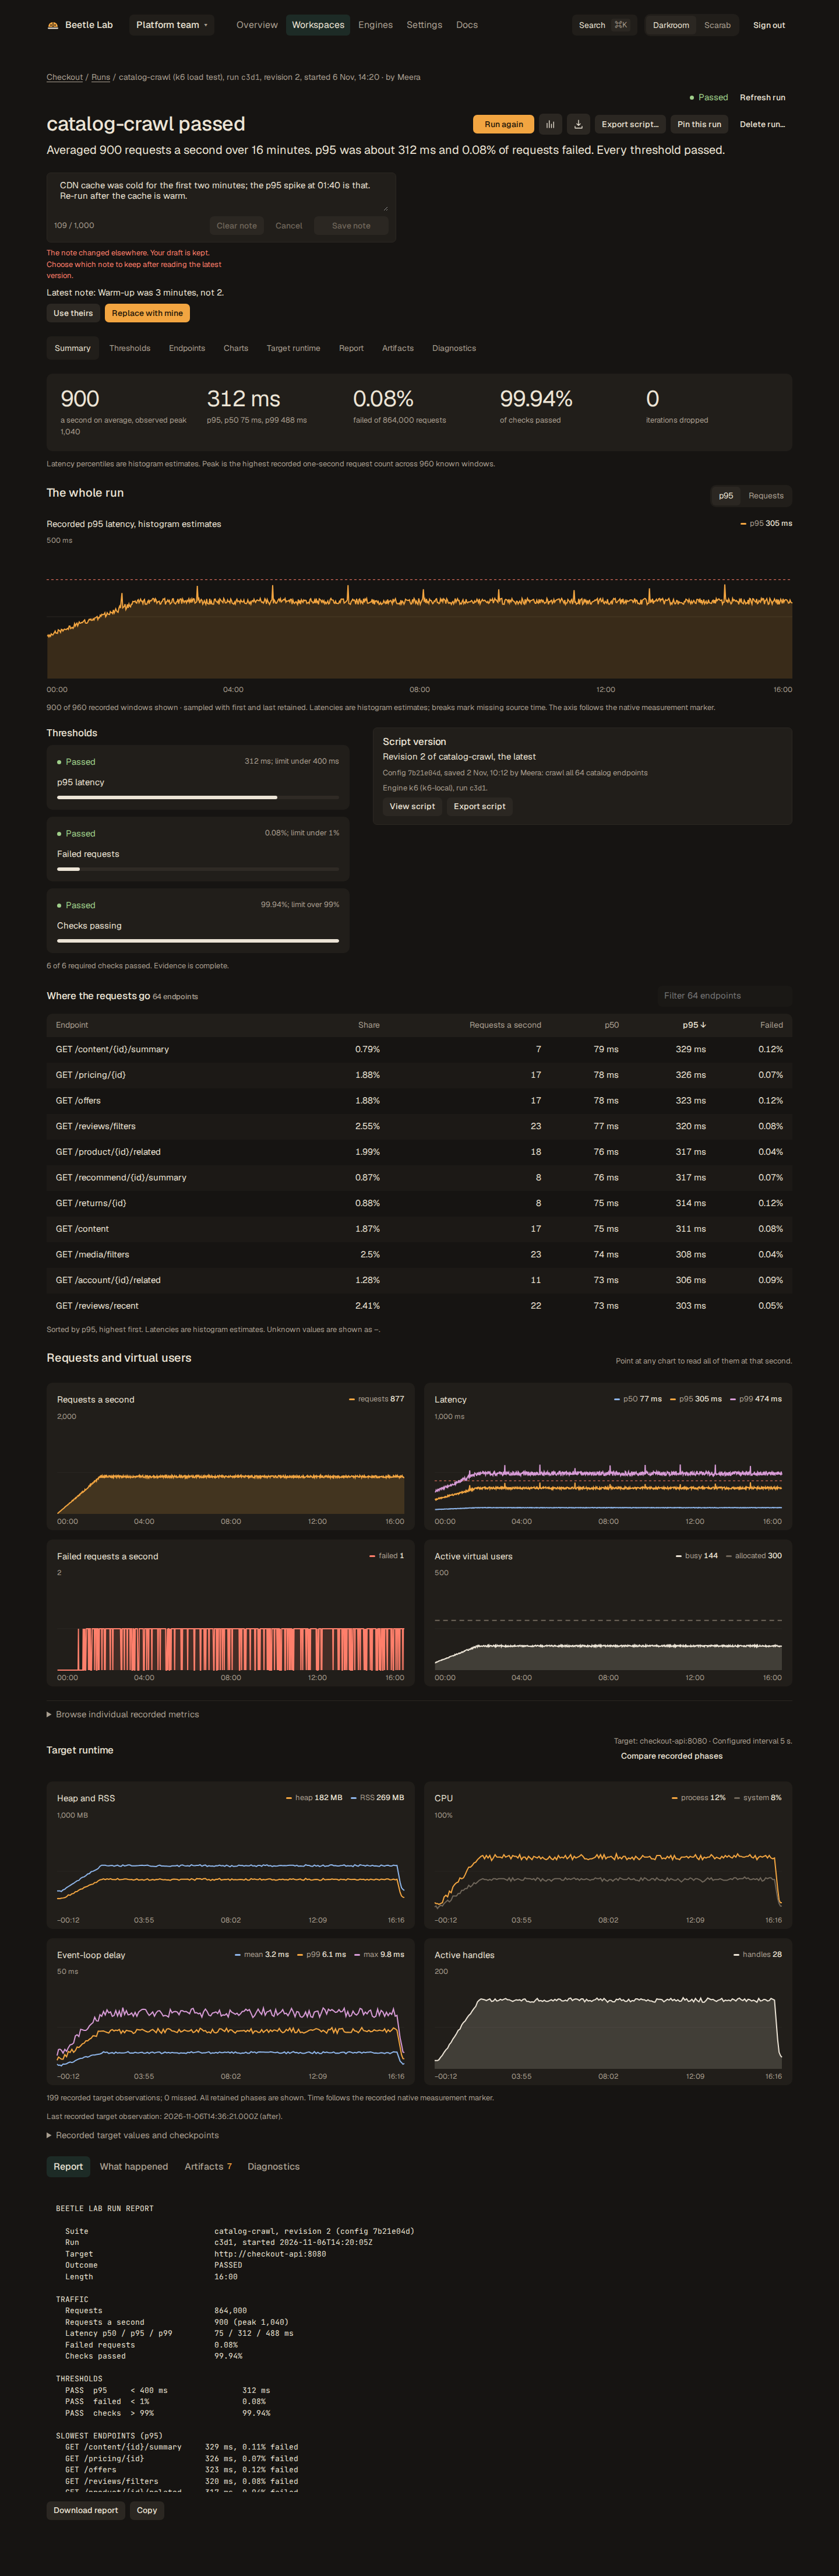 Beetle Lab
Platform team
Overview
Workspaces
Engines
Settings
Docs
Search ⌘K
Darkroom
Scarab
Sign out
Checkout / Runs / catalog-crawl (k6 load test), run c3d1, revision 2, started 6 Nov, 14:20 · by Meera
Passed
Refresh run
catalog-crawl passed
Run again
Export script...
Pin this run
Delete run...
Averaged 900 requests a second over 16 minutes. p95 was about 312 ms and 0.08% of requests failed. Every threshold passed.
CDN cache was cold for the first two minutes; the p95 spike at 01:40 is that.
Re-run after the cache is warm.
109 / 1,000
Clear note
Cancel
Save note
The note changed elsewhere. Your draft is kept.
Choose which note to keep after reading the latest
version.
Latest note: Warm-up was 3 minutes, not 2.
Use theirs
Replace with mine
Summary
Thresholds
Endpoints
Charts
Target runtime
Report
Artifacts
Diagnostics
900
a second on average, observed peak
1,040
312 ms
p95, p50 75 ms, p99 488 ms
0.08%
failed of 864,000 requests
99.94%
of checks passed
0
iterations dropped
Latency percentiles are histogram estimates. Peak is the highest recorded one-second request count across 960 known windows.
The whole run
p95
Requests
Recorded p95 latency, histogram estimates
p95 305 ms
500 ms
00:00
04:00
08:00
12:00
16:00
900 of 960 recorded windows shown · sampled with first and last retained. Latencies are histogram estimates; breaks mark missing source time. The axis follows the native measurement marker.
Thresholds
Passed
312 ms; limit under 400 ms
p95 latency
Passed
0.08%; limit under 1%
Failed requests
Passed
99.94%; limit over 99%
Checks passing
6 of 6 required checks passed. Evidence is complete.
Script version
Revision 2 of catalog-crawl, the latest
Config 7b21e04d, saved 2 Nov, 10:12 by Meera: crawl all 64 catalog endpoints
Engine k6 (k6-local), run c3d1.
View script
Export script
Where the requests go 64 endpoints
Filter 64 endpoints
Endpoint Share Requests a second p50 p95 ↓ Failed
GET /content/{id}/summary 0.79% 7 79 ms 329 ms 0.12%
GET /pricing/{id} 1.88% 17 78 ms 326 ms 0.07%
GET /offers 1.88% 17 78 ms 323 ms 0.12%
GET /reviews/filters 2.55% 23 77 ms 320 ms 0.08%
GET /product/{id}/related 1.99% 18 76 ms 317 ms 0.04%
GET /recommend/{id}/summary 0.87% 8 76 ms 317 ms 0.07%
GET /returns/{id} 0.88% 8 75 ms 314 ms 0.12%
GET /content 1.87% 17 75 ms 311 ms 0.08%
GET /media/filters 2.5% 23 74 ms 308 ms 0.04%
GET /account/{id}/related 1.28% 11 73 ms 306 ms 0.09%
GET /reviews/recent 2.41% 22 73 ms 303 ms 0.05%
Sorted by p95, highest first. Latencies are histogram estimates. Unknown values are shown as –.
Requests and virtual users
Point at any chart to read all of them at that second.
Requests a second
requests 877
2,000
00:00 04:00 08:00 12:00 16:00
Latency
p50 77 ms p95 305 ms p99 474 ms
1,000 ms
00:00 04:00 08:00 12:00 16:00
Failed requests a second
failed 1
2
00:00 04:00 08:00 12:00 16:00
Active virtual users
busy 144 allocated 300
500
00:00 04:00 08:00 12:00 16:00
Browse individual recorded metrics
Target runtime
Target: checkout-api:8080 · Configured interval 5 s.
Compare recorded phases
Heap and RSS
heap 182 MB RSS 269 MB
1,000 MB
−00:12 03:55 08:02 12:09 16:16
CPU
process 12% system 8%
100%
−00:12 03:55 08:02 12:09 16:16
Event-loop delay
mean 3.2 ms p99 6.1 ms max 9.8 ms
50 ms
−00:12 03:55 08:02 12:09 16:16
Active handles
handles 28
200
−00:12 03:55 08:02 12:09 16:16
199 recorded target observations; 0 missed. All retained phases are shown. Time follows the recorded native measurement marker.
Last recorded target observation: 2026-11-06T14:36:21.000Z (after).
Recorded target values and checkpoints
Report
What happened
Artifacts 7
Diagnostics
BEETLE LAB RUN REPORT
Suite catalog-crawl, revision 2 (config 7b21e04d)
Run c3d1, started 2026-11-06T14:20:05Z
Target http://checkout-api:8080
Outcome PASSED
Length 16:00
TRAFFIC
Requests 864,000
Requests a second 900 (peak 1,040)
Latency p50 / p95 / p99 75 / 312 / 488 ms
Failed requests 0.08%
Checks passed 99.94%
THRESHOLDS
PASS p95 < 400 ms 312 ms
PASS failed < 1% 0.08%
PASS checks > 99% 99.94%
SLOWEST ENDPOINTS (p95)
GET /content/{id}/summary 329 ms, 0.11% failed
GET /pricing/{id} 326 ms, 0.07% failed
GET /offers 323 ms, 0.12% failed
GET /reviews/filters 320 ms, 0.08% failed
Download report
Copy